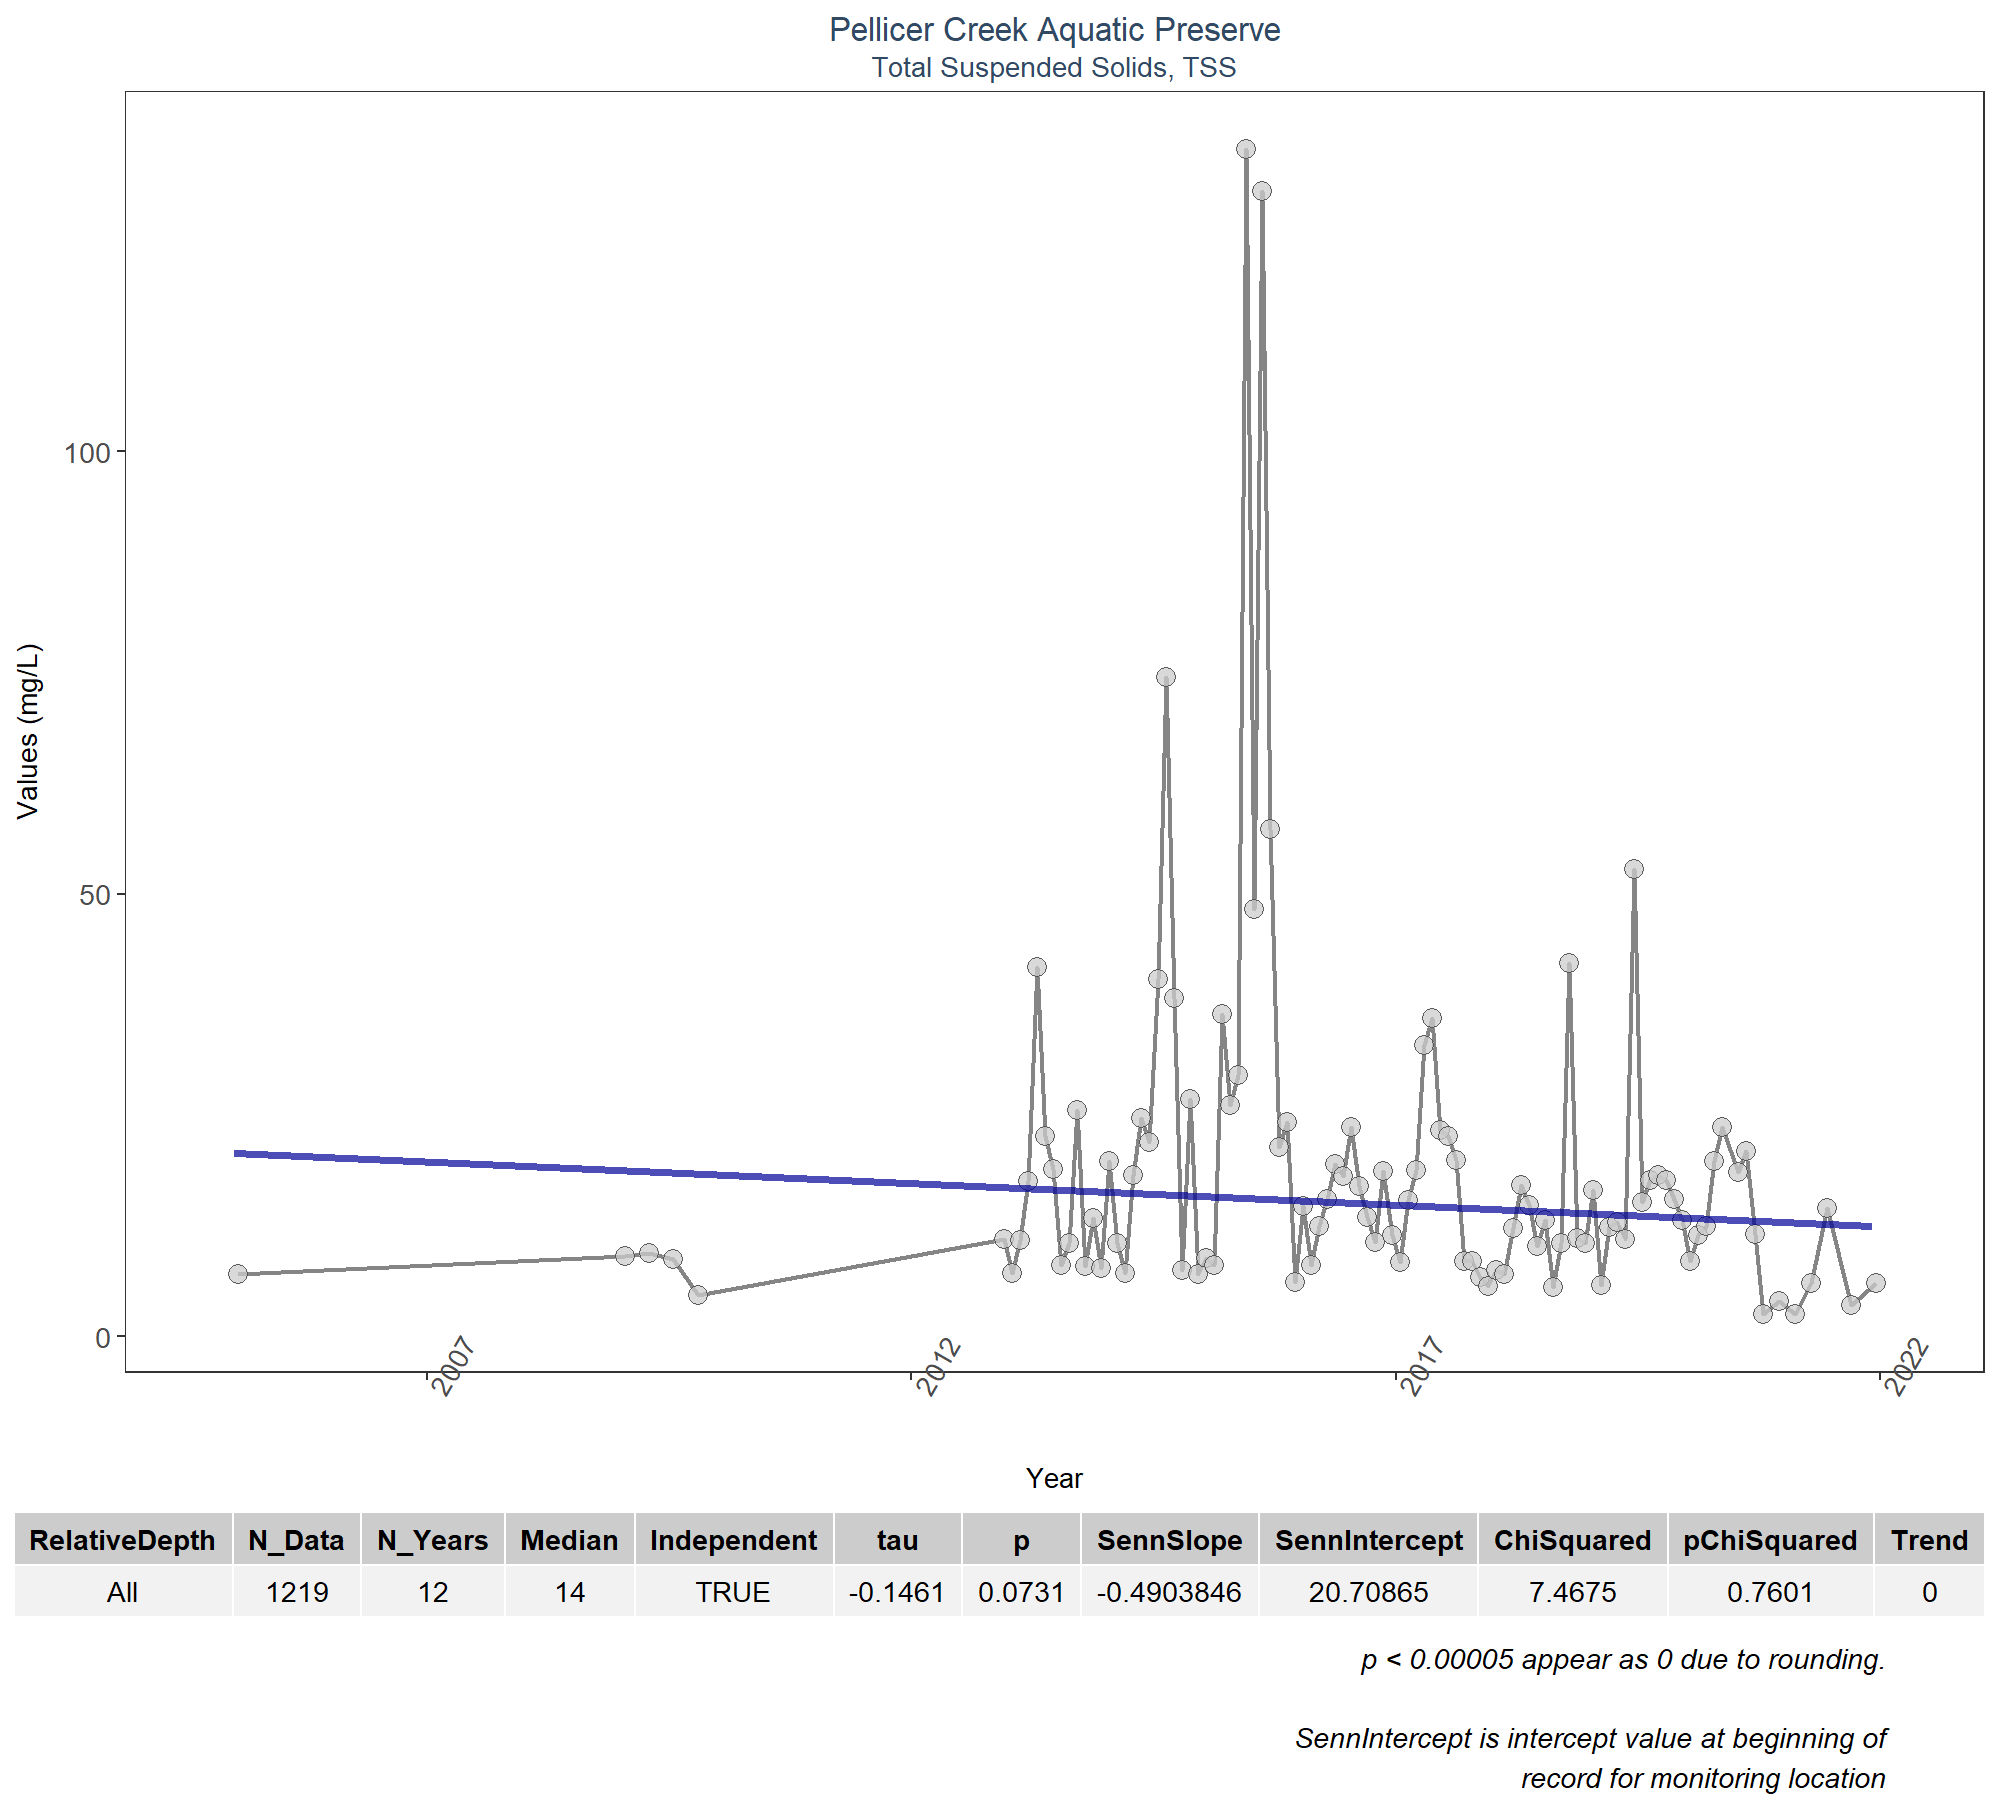 Pellicer Creek Aquatic Preserve
Total Suspended Solids, TSS
Values (mg/L)
100
50
0
2007
2012
2017
2022
Year
RelativeDepth N_Data N_Years Median Independent tau p SennSlope SennIntercept ChiSquared pChiSquared Trend
All 1219 12 14 TRUE -0.1461 0.0731 -0.4903846 20.70865 7.4675 0.7601 0
p < 0.00005 appear as 0 due to rounding.
SennIntercept is intercept value at beginning of
record for monitoring location